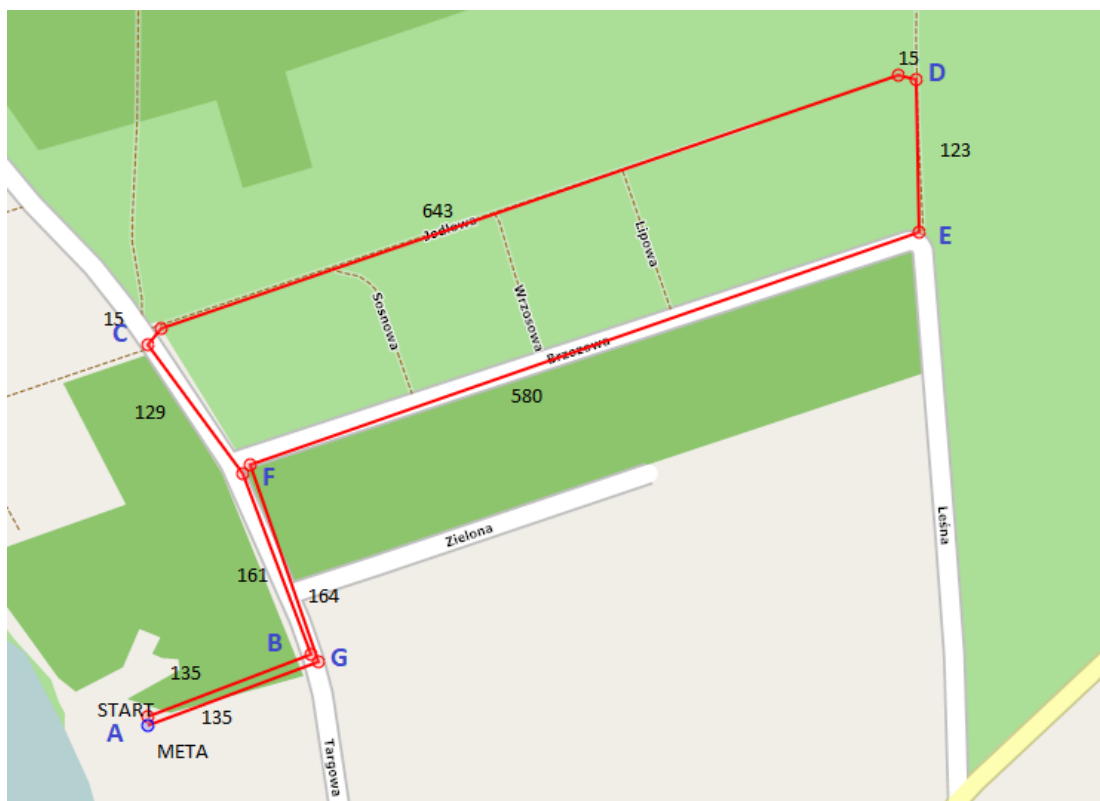 15
D
123
643
Jodłowa
Lipowa
E
Sosnowa
Wrzosowa
15
C
Brzozowa
580
129
F
Zielona
Leśna
161
164
B
G
135
START
135
A
META
Targowa